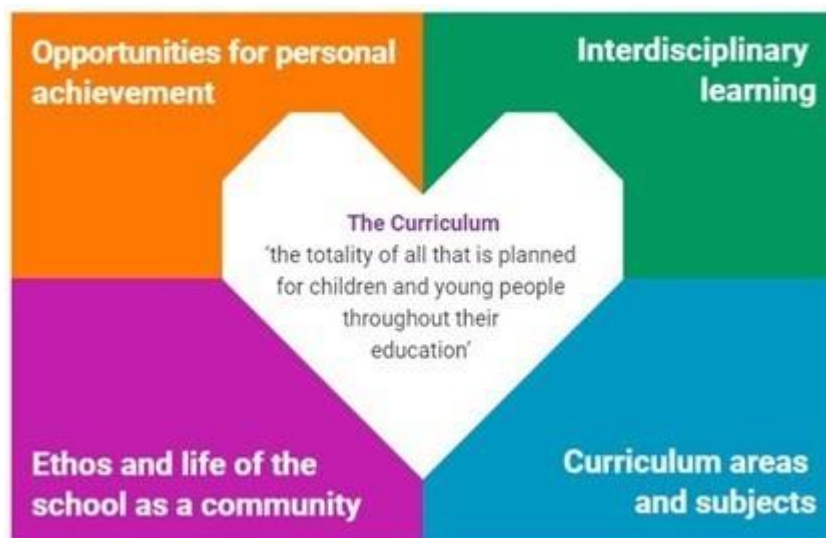 Opportunities for personal
achievement
Interdisciplinary
learning
The Curriculum
'the totality of all that is planned
for children and young people
throughout their
education'
Ethos and life of the
school as a community
Curriculum areas
and subjects